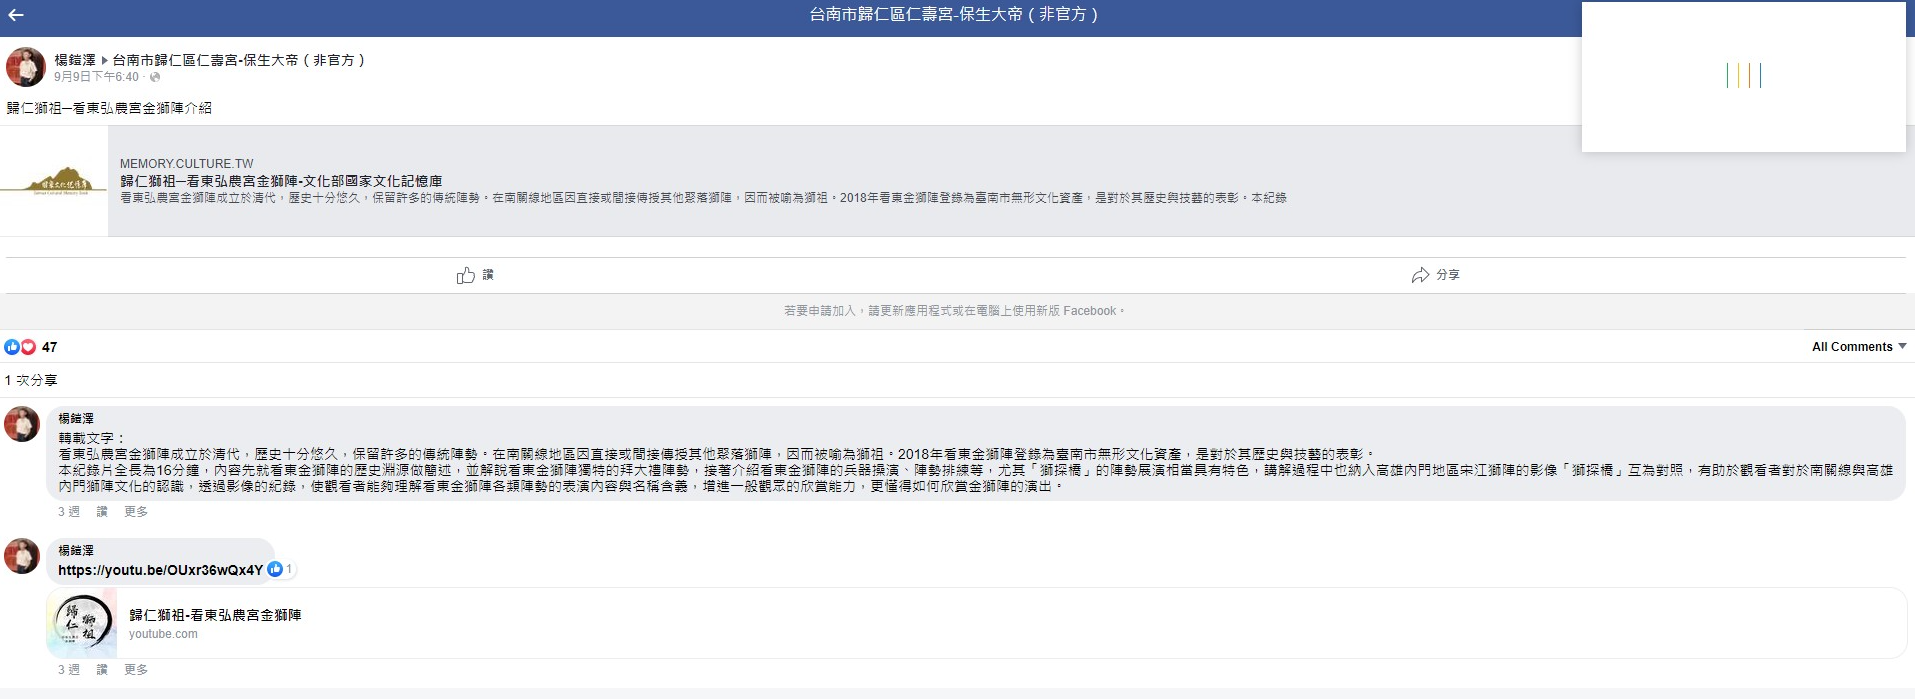 台南市歸仁區仁壽宮-保生大帝（非官方）
楊鎧澤 ▶ 台南市歸仁區仁壽宮-保生大帝（非官方）
9月9日下午6:40 ·
歸仁獅祖─看東弘農宮金獅陣介紹
MEMORY.CULTURE.TW
歸仁獅祖─看東弘農宮金獅陣-文化部國家文化記憶庫
看東弘農宮金獅陣成立於清代，歷史十分悠久，保留許多的傳統陣勢。在南關線地區因直接或間接傳授其他聚落獅陣，因而被喻為獅祖。2018年看東金獅陣登錄為臺南市無形文化資產，是對於其歷史與技藝的表彰。本紀錄
讚
分享
若要申請加入，請更新應用程式或在電腦上使用新版 Facebook。
47
All Comments
1 次分享
楊鎧澤
轉載文字：
看東弘農宮金獅陣成立於清代，歷史十分悠久，保留許多的傳統陣勢。在南關線地區因直接或間接傳授其他聚落獅陣，因而被喻為獅祖。2018年看東金獅陣登錄為臺南市無形文化資產，是對於其歷史與技藝的表彰。
本紀錄片全長為16分鐘，內容先就看東金獅陣的歷史淵源做簡述，並解說看東金獅陣獨特的拜大禮陣勢，接著介紹看東金獅陣的兵器操演、陣勢排練等，尤其「獅探橋」的陣勢展演相當具有特色，講解過程中也納入高雄內門地區宋江獅陣的影像「獅探橋」互為對照，有助於觀看者對於南關線與高雄
內門獅陣文化的認識，透過影像的紀錄，使觀看者能夠理解看東金獅陣各類陣勢的表演內容與名稱含義，增進一般觀眾的欣賞能力，更懂得如何欣賞金獅陣的演出。
3 週 讚 更多
楊鎧澤
https://youtu.be/OUxr36wQx4Y
1
歸仁
獅祖
歸仁獅祖-看東弘農宮金獅陣
youtube.com
3 週 讚 更多